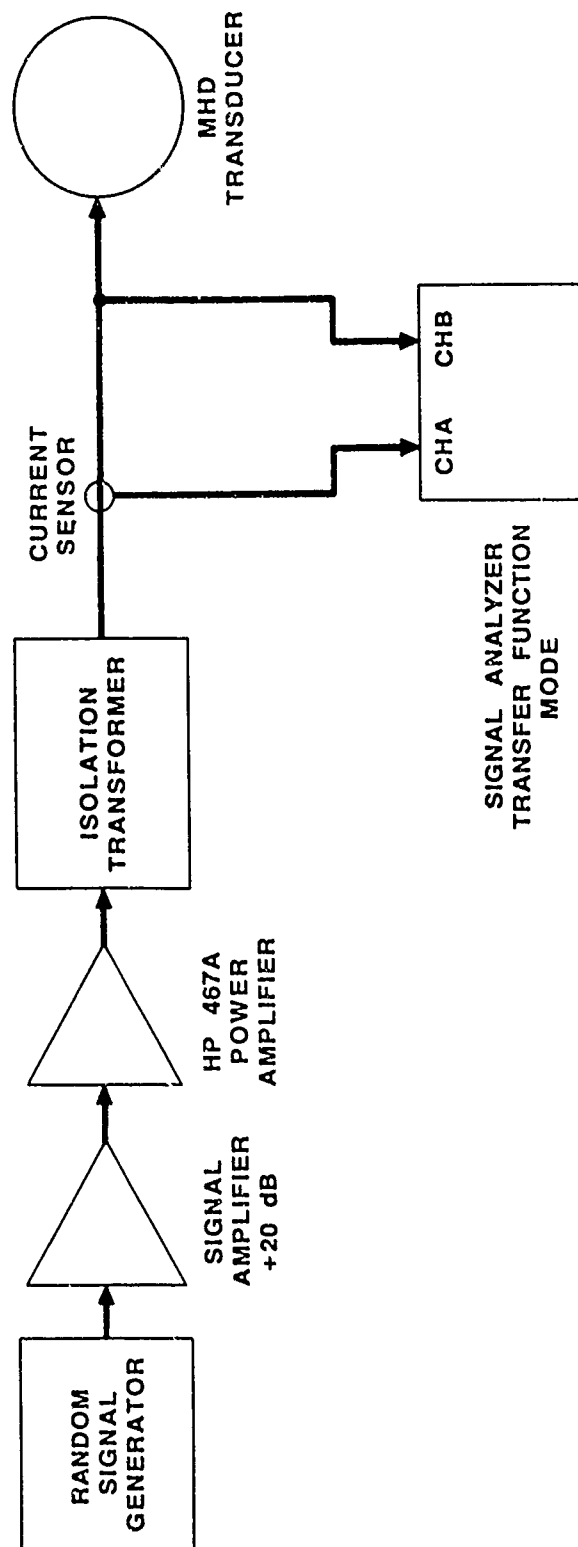 RANDOM
SIGNAL
GENERATOR
SIGNAL
AMPLIFIER
+20 dB
HP 467A
POWER
AMPLIFIER
ISOLATION
TRANSFORMER
CURRENT
SENSOR
MHD
TRANSDUCER
CHA
CHB
SIGNAL ANALYZER
TRANSFER FUNCTION
MODE